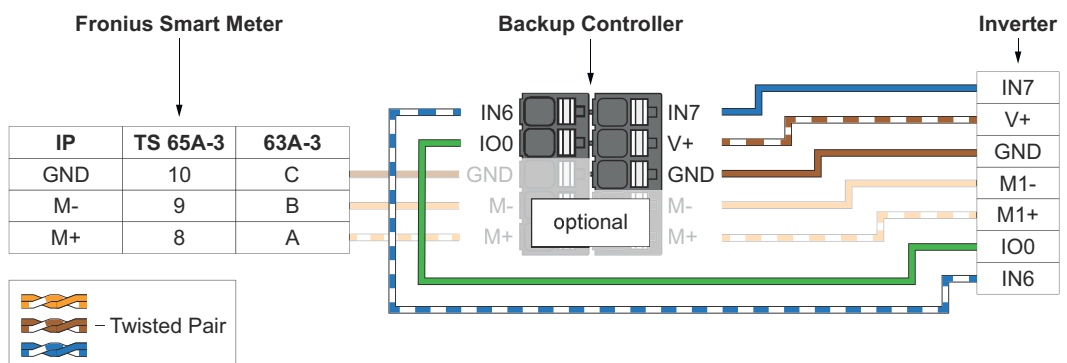 Fronius Smart Meter
Backup Controller
Inverter
IP TS 65A-3 63A-3
GND 10 C
M- 9 B
M+ 8 A
IN6 IN7
IO0 V+
GND GND
M- M-
M+ M+
optional
IN7
V+
GND
M1-
M1+
IO0
IN6
Twisted Pair